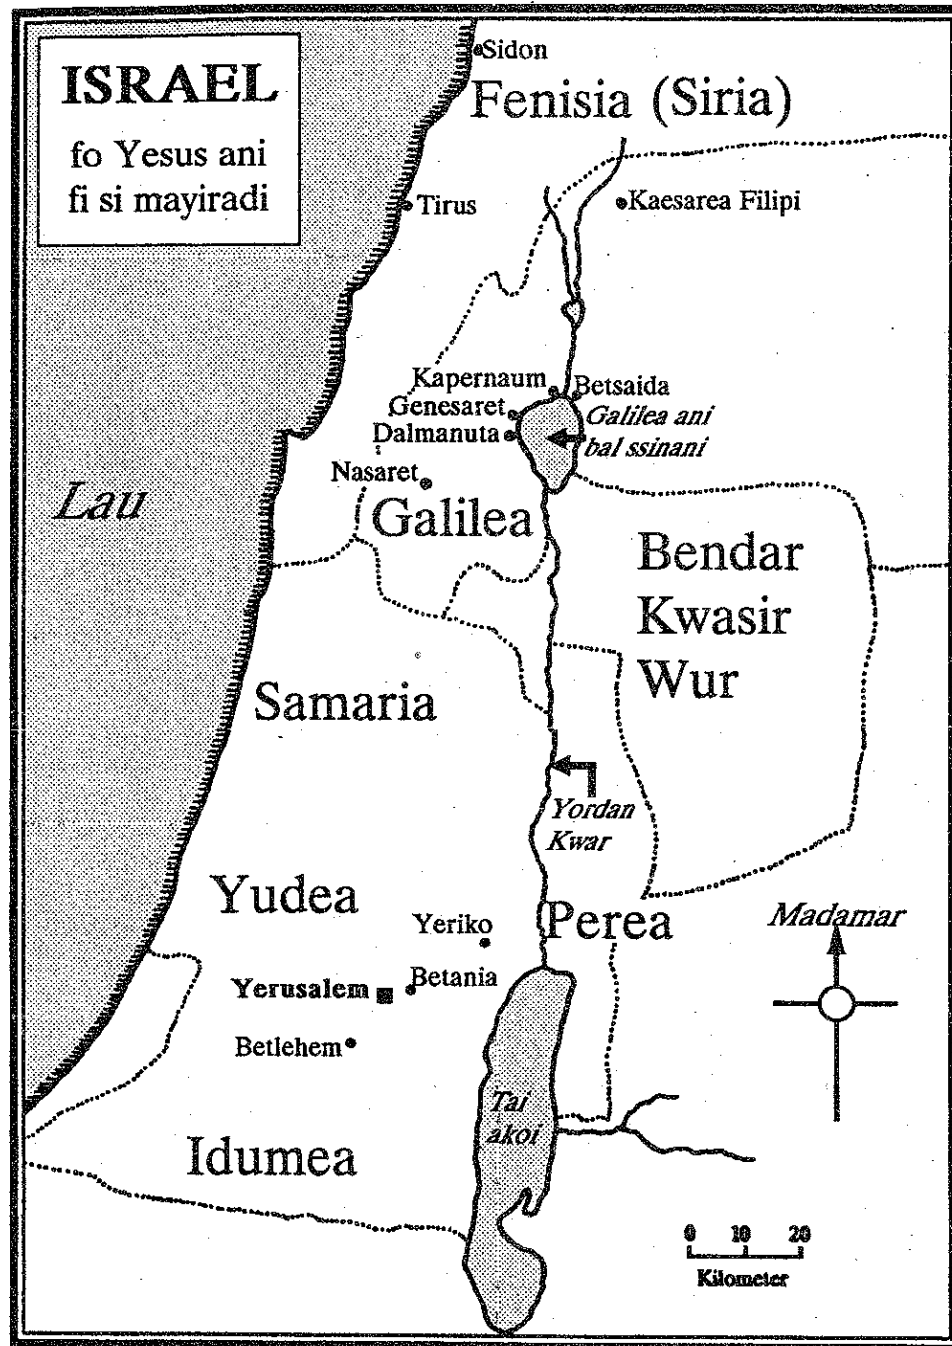 ISRAEL
fo Yesus ani
fi si mayiradi
Sidon
Fenisia (Siria)
Tirus
Kaesarea Filipi
Kapernaum
Betsaida
Genesaret
Galilea ani
bal ssinani
Dalmanuta
Nasaret
Lau
Galilea
Bendar
Kwasir
Wur
Samaria
Yordan
Kwar
Yudea
Yeriko
Perea
Madamar
Yerusalem
Betania
Betlehem
Tai
akoi
Idumea
0 10 20
Kilometer